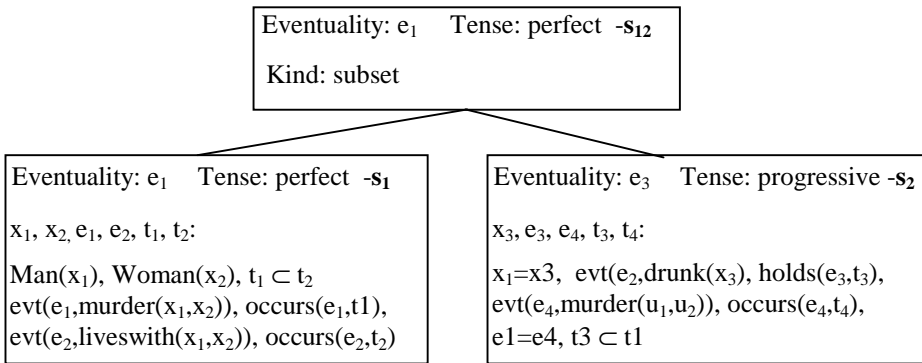 Eventuality: e₁ Tense: perfect -s₁₂
Kind: subset
Eventuality: e₁ Tense: perfect -s₁
x₁, x₂, e₁, e₂, t₁, t₂:
Man(x₁), Woman(x₂), t₁ ⊂ t₂
evt(e₁,murder(x₁,x₂)), occurs(e₁,t1),
evt(e₂,liveswith(x₁,x₂)), occurs(e₂,t₂)
Eventuality: e₃ Tense: progressive -s₂
x₃, e₃, e₄, t₃, t₄:
x₁=x3, evt(e₂,drunk(x₃), holds(e₃,t₃),
evt(e₄,murder(u₁,u₂)), occurs(e₄,t₄),
e1=e4, t3 ⊂ t1